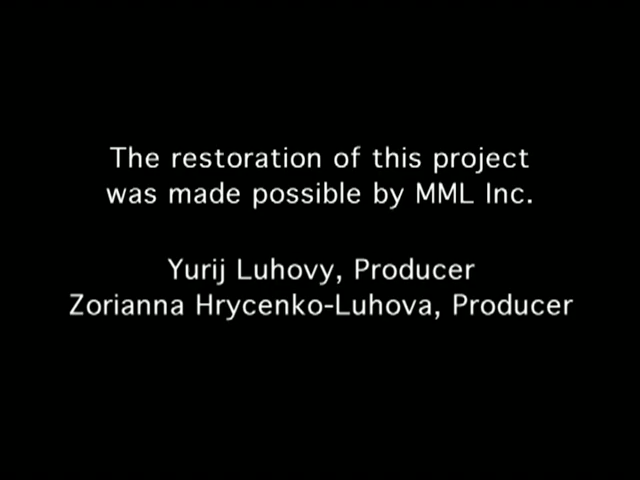 The restoration of this project
was made possible by MML Inc.
Yurij Luhovy, Producer
Zorianna Hrycenko-Luhova, Producer